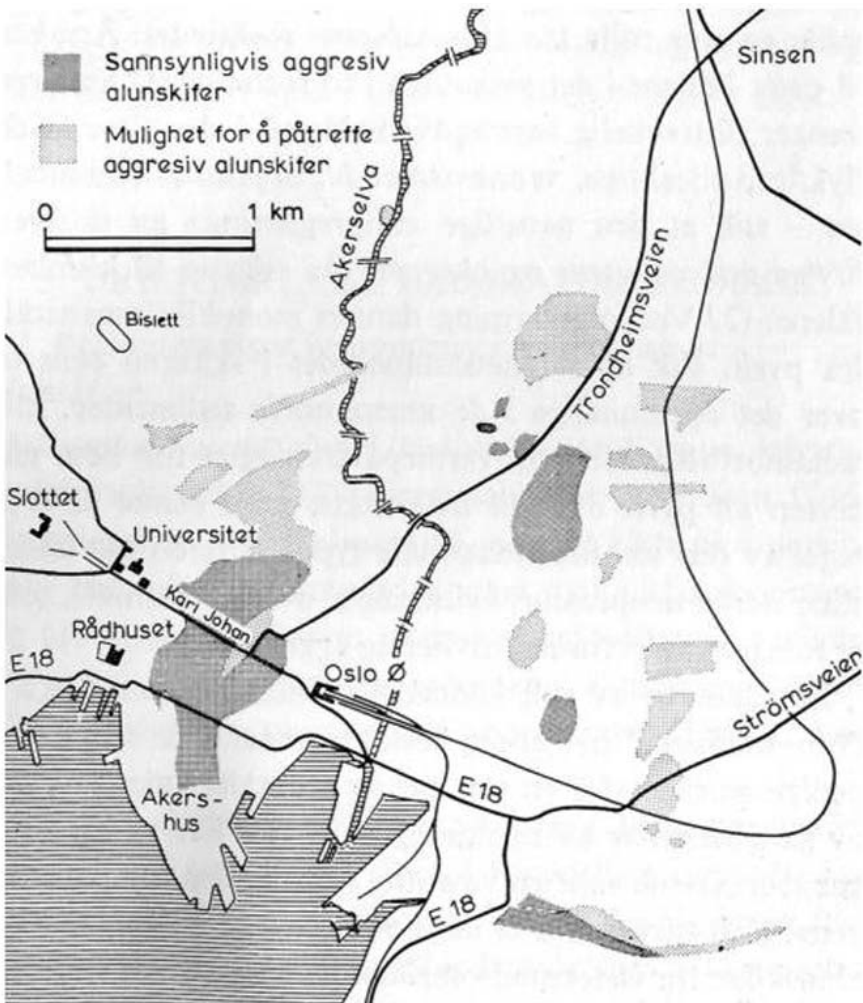 Sannsynligvis aggresiv
alunskifer
Mulighet for å påtreffe
aggresiv alunskifer
0 1 km
Sinsen
Akerselva
Trondheimsveien
Bislett
Slottet
Universitet
Karl Johan
Rådhuset
E 18
Oslo Ø
Strömsveien
E 18
Akers-
hus
E 18